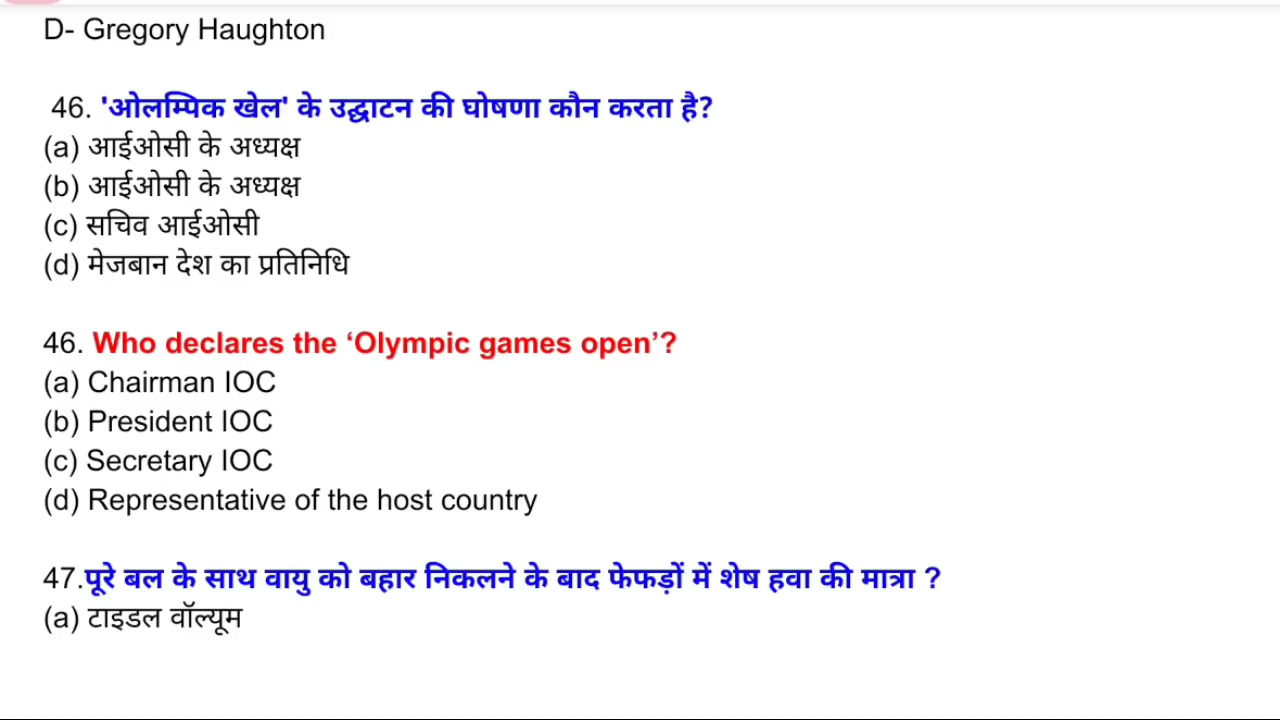 D- Gregory Haughton
46. 'ओलम्पिक खेल' के उद्घाटन की घोषणा कौन करता है?
(a) आईओसी के अध्यक्ष
(b) आईओसी के अध्यक्ष
(c) सचिव आईओसी
(d) मेजबान देश का प्रतिनिधि
46. Who declares the ‘Olympic games open’?
(a) Chairman IOC
(b) President IOC
(c) Secretary IOC
(d) Representative of the host country
47.पूरे बल के साथ वायु को बहार निकलने के बाद फेफड़ों में शेष हवा की मात्रा ?
(a) टाइडल वॉल्यूम